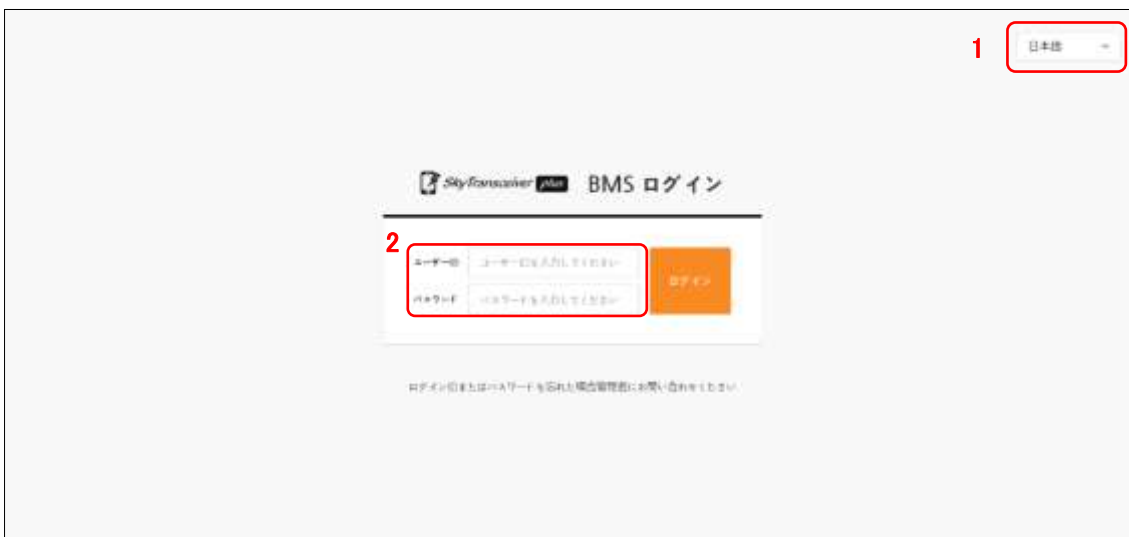 1
日本語
SkyTransceiver plus BMS ログイン
2
ユーザーID ユーザーIDを入力してください
パスワード パスワードを入力してください
ログイン
ログインIDまたはパスワードを忘れた場合管理者にお問い合わせください